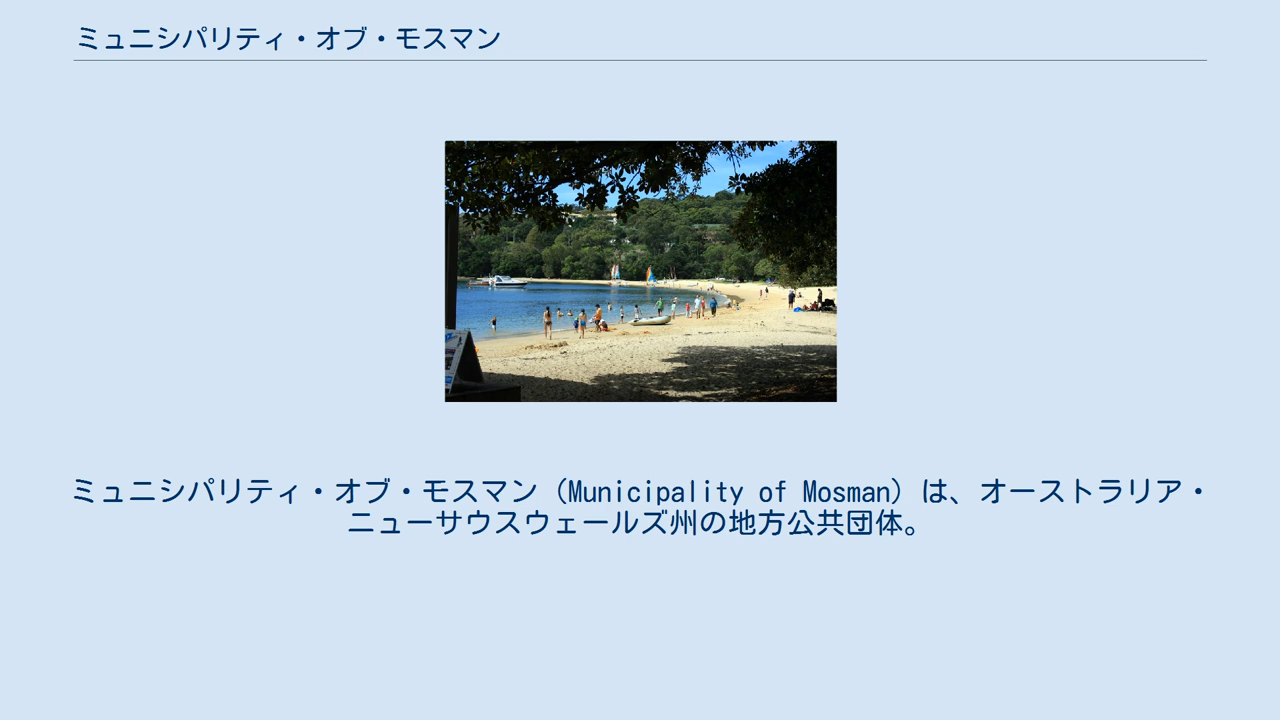 ミュニシパリティ・オブ・モスマン
ミュニシパリティ・オブ・モスマン（Municipality of Mosman）は、オーストラリア・
ニューサウスウェールズ州の地方公共団体。